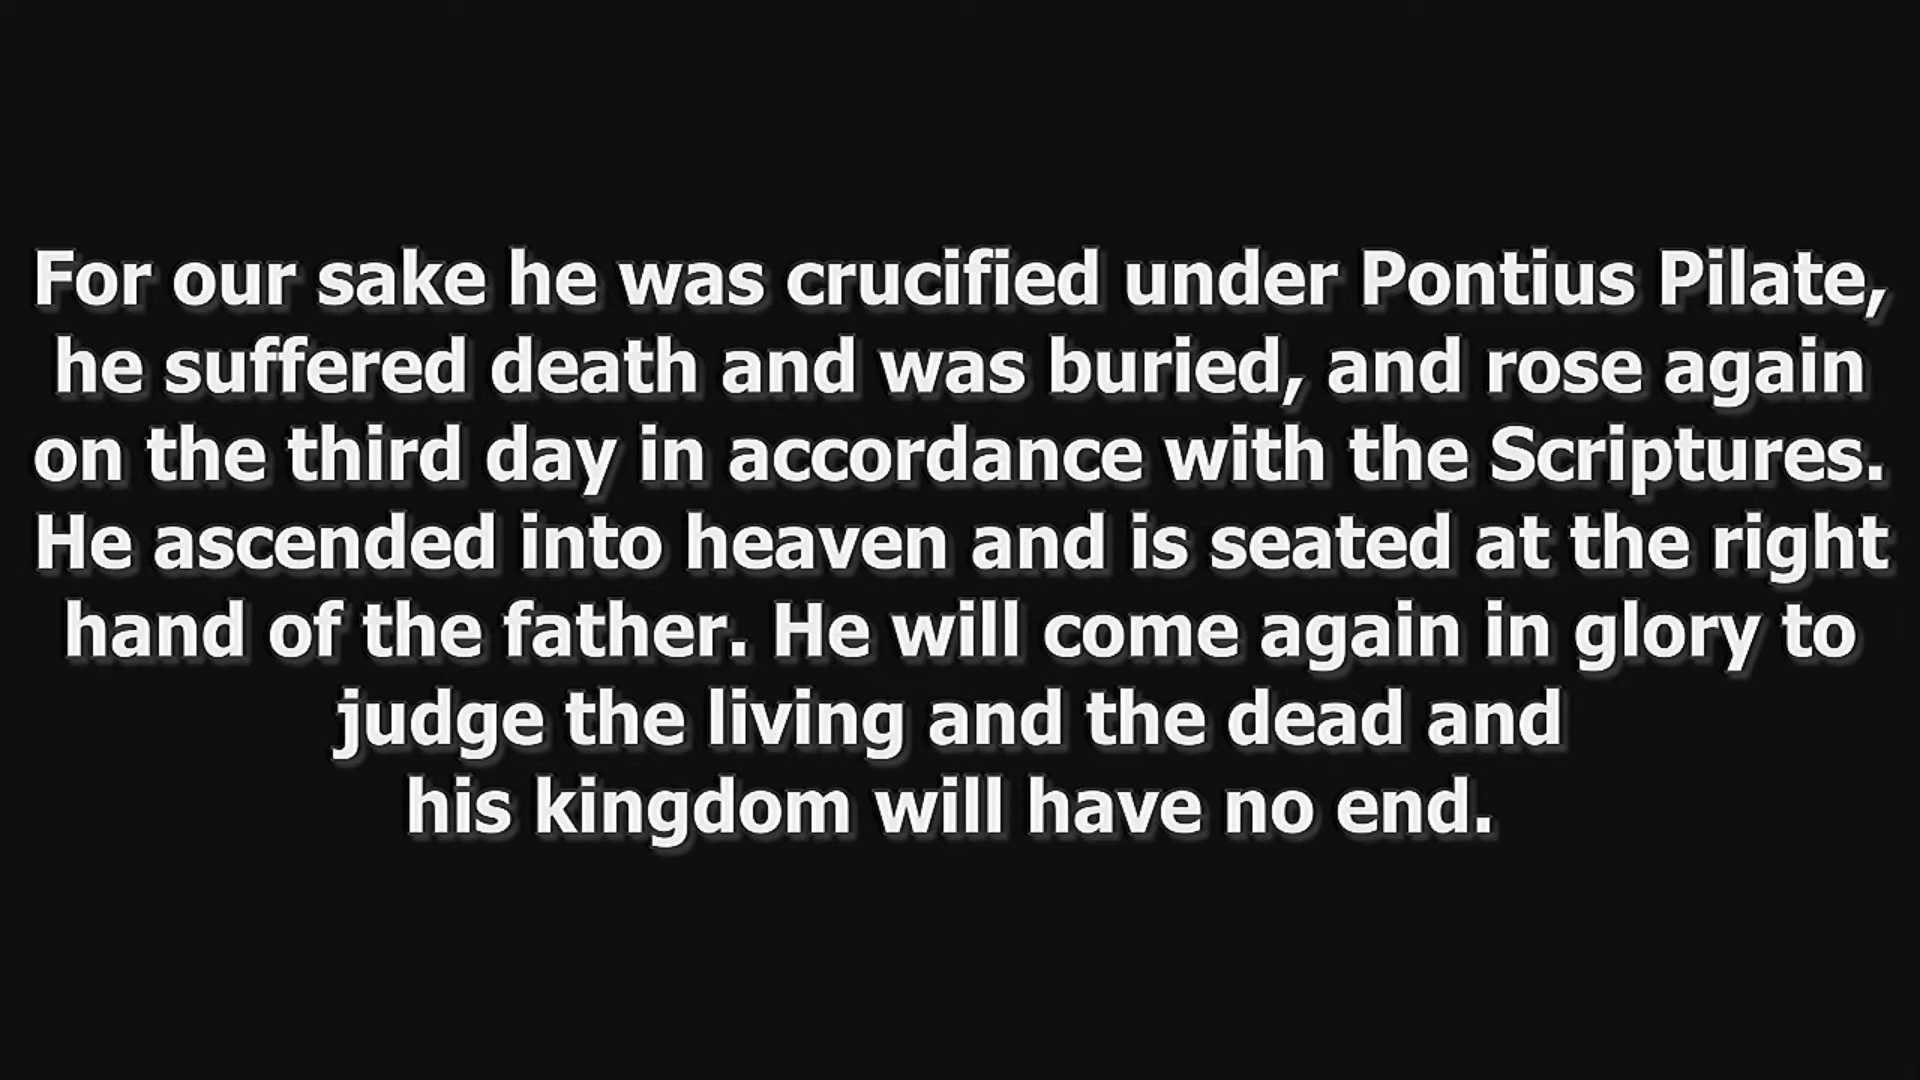 For our sake he was crucified under Pontius Pilate,
he suffered death and was buried, and rose again
on the third day in accordance with the Scriptures.
He ascended into heaven and is seated at the right
hand of the father. He will come again in glory to
judge the living and the dead and
his kingdom will have no end.